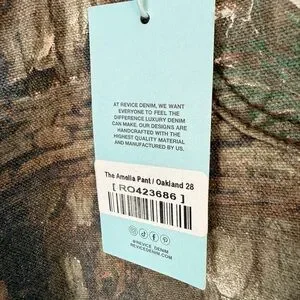 AT REVICE DENIM, WE WANT
EVERYONE TO FEEL THE
DIFFERENCE LUXURY DENIM
CAN MAKE. OUR DESIGNS ARE
HANDCRAFTED WITH THE
HIGHEST QUALITY MATERIAL
AND MANUFACTURED BY US.
The Amelia Pant / Oakland 28
[ RO423686 ]
@REVICE_DENIM
REVICEDENIM.COM